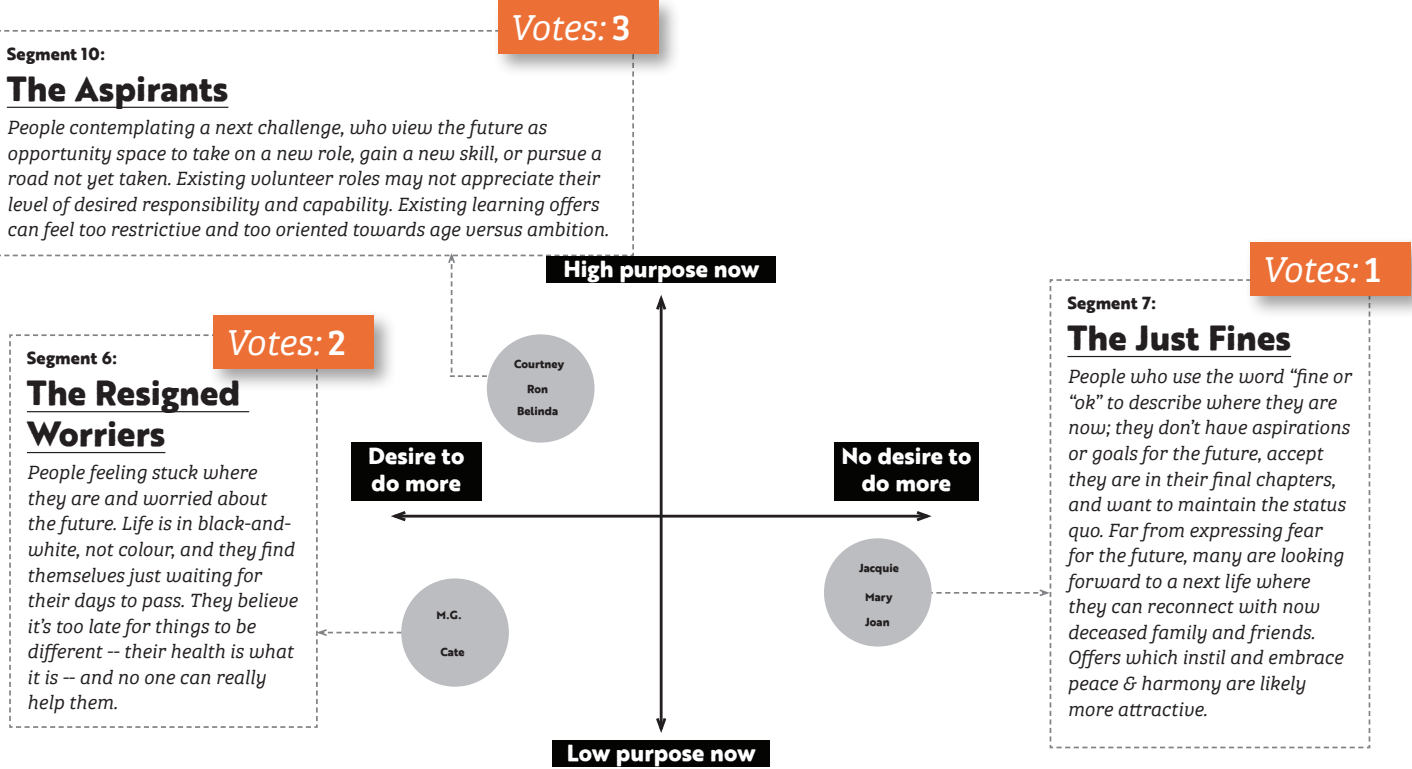 Votes: 3
Segment 10:
The Aspirants
People contemplating a next challenge, who view the future as
opportunity space to take on a new role, gain a new skill, or pursue a
road not yet taken. Existing volunteer roles may not appreciate their
level of desired responsibility and capability. Existing learning offers
can feel too restrictive and too oriented towards age versus ambition.
High purpose now
Votes: 2
Segment 6:
The Resigned
Worriers
People feeling stuck where
they are and worried about
the future. Life is in black-and-
white, not colour, and they find
themselves just waiting for
their days to pass. They believe
it's too late for things to be
different -- their health is what
it is -- and no one can really
help them.
Courtney
Ron
Belinda
Desire to
do more
No desire to
do more
M.G.
Cate
Jacquie
Mary
Joan
Votes: 1
Segment 7:
The Just Fines
People who use the word “fine or
“ok” to describe where they are
now; they don't have aspirations
or goals for the future, accept
they are in their final chapters,
and want to maintain the status
quo. Far from expressing fear
for the future, many are looking
forward to a next life where
they can reconnect with now
deceased family and friends.
Offers which instil and embrace
peace & harmony are likely
more attractive.
Low purpose now